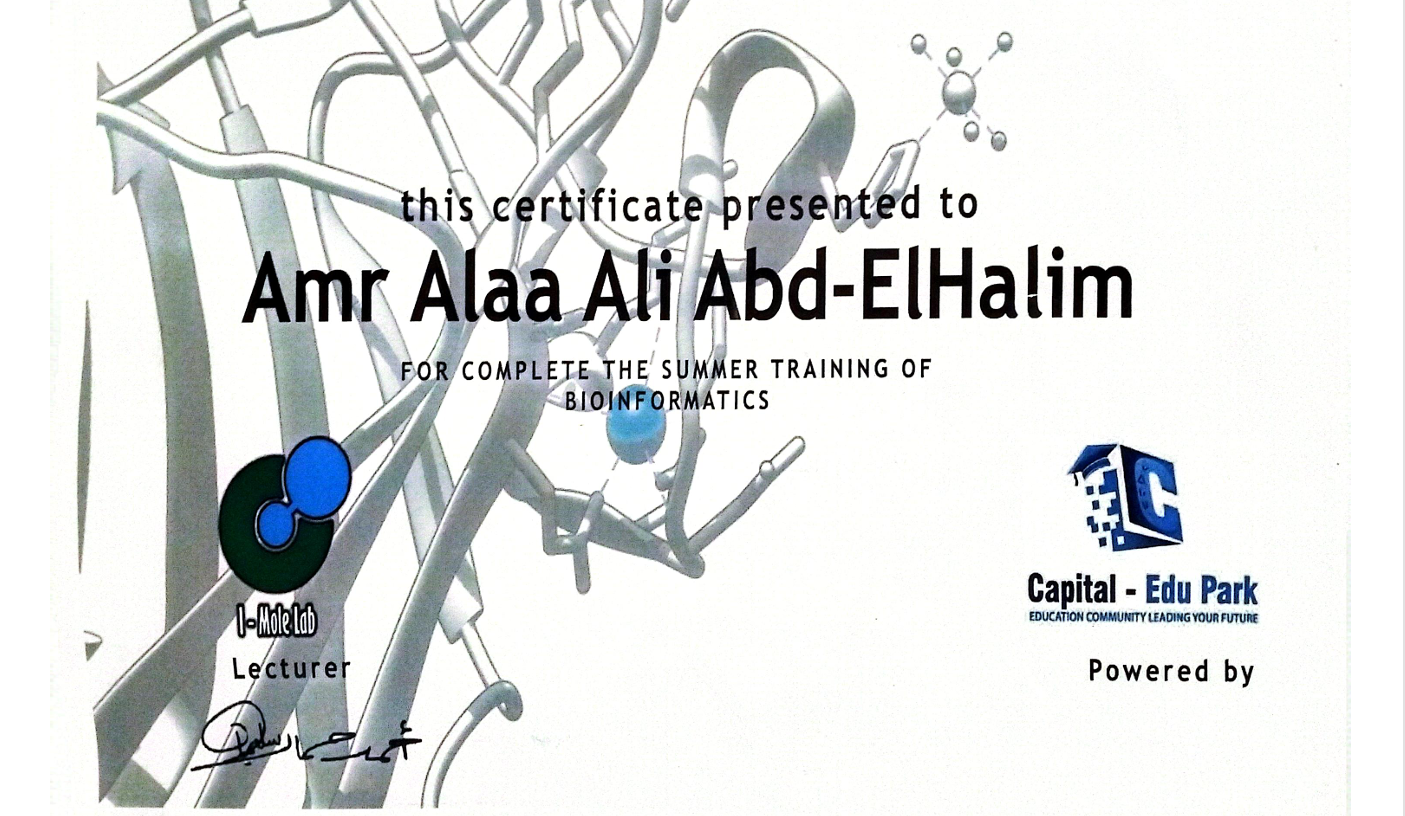 this certificate presented to
Amr Alaa Ali Abd-ElHalim
FOR COMPLETE THE SUMMER TRAINING OF
BIOINFORMATICS
I - Mole Lab
Lecturer
C
Capital - Edu Park
EDUCATION COMMUNITY LEADING YOUR FUTURE
Powered by
أحمد